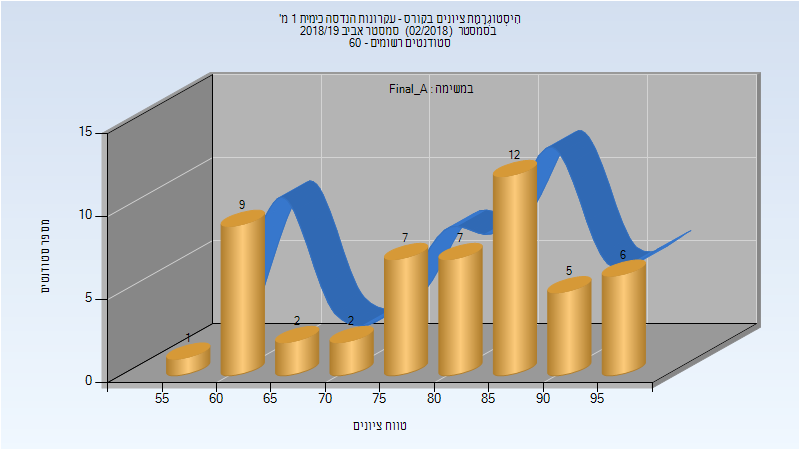 הִיסְטוֹגְרָמַת ציונים בקורס - עקרונות הנדסה כימית 1 מ'
בסמסטר (02/2018) סמסטר אביב 2018/19
סטודנטים רשומים - 60
במשימה : Final_A
מספר סטודנטים
15
10
5
0
1
9
2
2
7
7
12
5
6
55 60 65 70 75 80 85 90 95
טווח ציונים